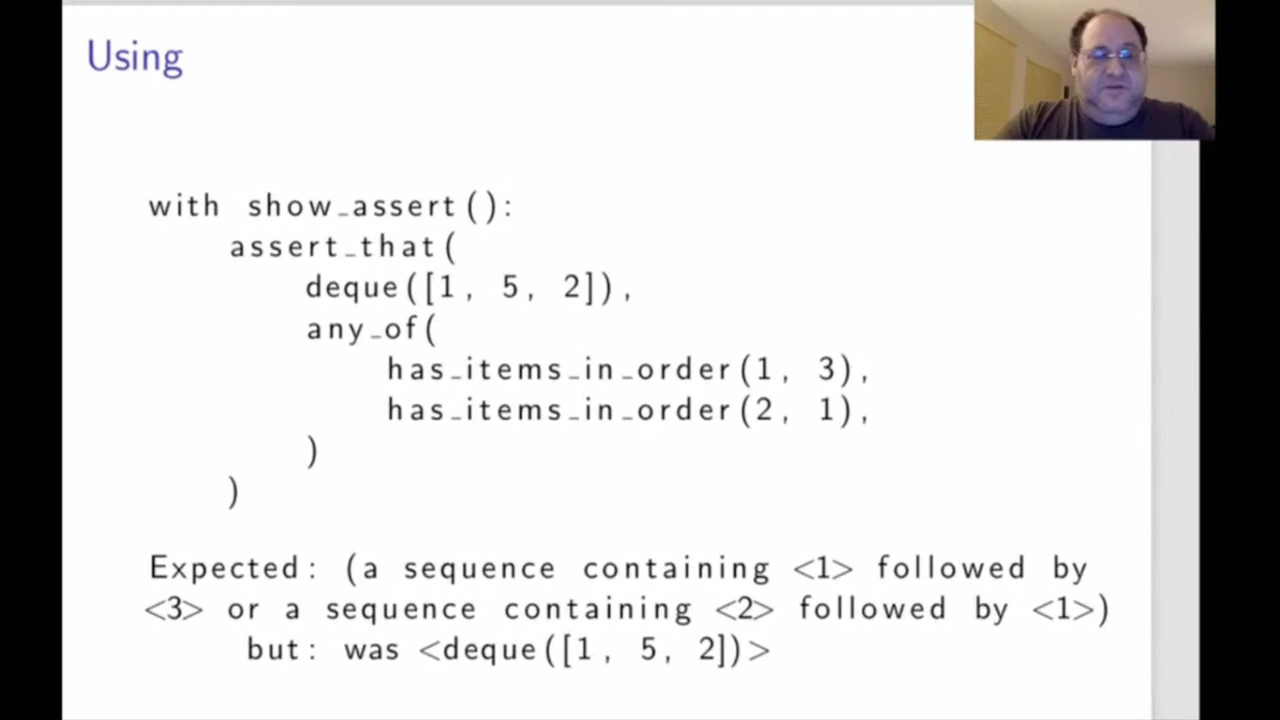 Using
with show_assert():
assert_that(
deque([1, 5, 2]),
any_of(
has_items_in_order(1, 3),
has_items_in_order(2, 1),
)
)
Expected: (a sequence containing <1> followed by
<3> or a sequence containing <2> followed by <1>)
but: was <deque([1, 5, 2])>